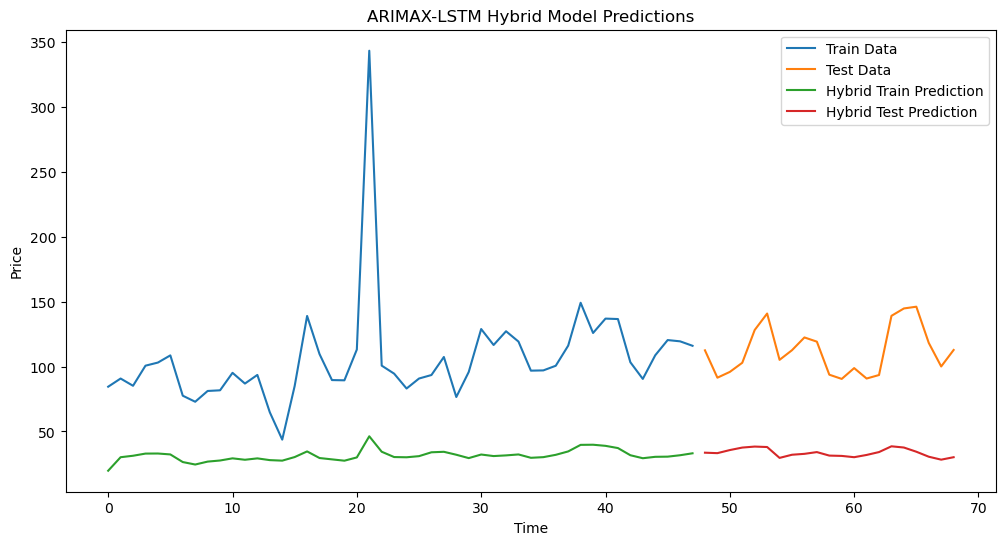 ARIMAX-LSTM Hybrid Model Predictions
Train Data
Test Data
Hybrid Train Prediction
Hybrid Test Prediction
350
300
250
200
150
100
50
Price
0 10 20 30 40 50 60 70
Time